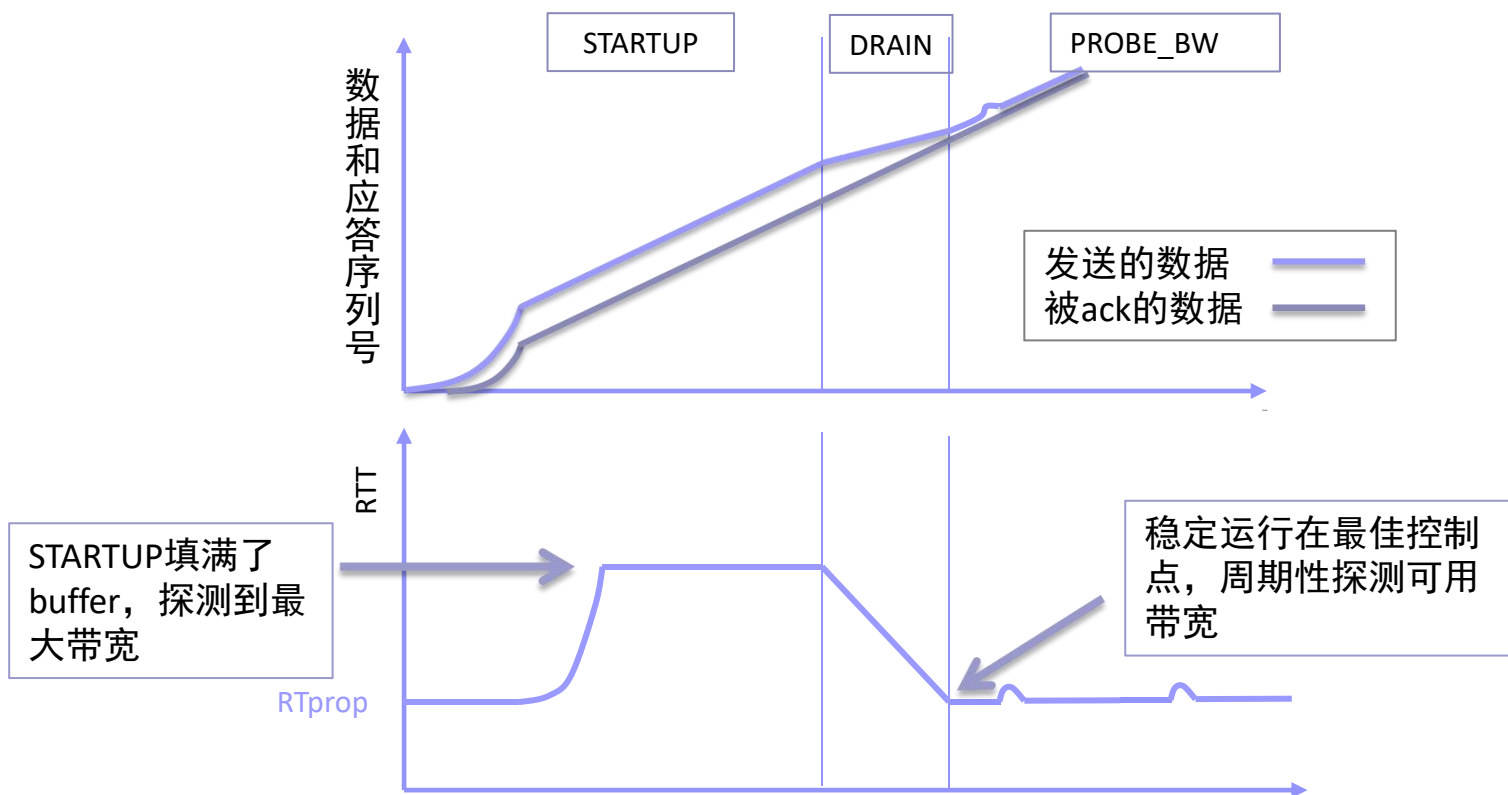 STARTUP
DRAIN
PROBE_BW
数据和应答序列号
发送的数据
被ack的数据
RTT
STARTUP填满了
buffer，探测到最
大带宽
稳定运行在最佳控制
点，周期性探测可用
带宽
RTprop